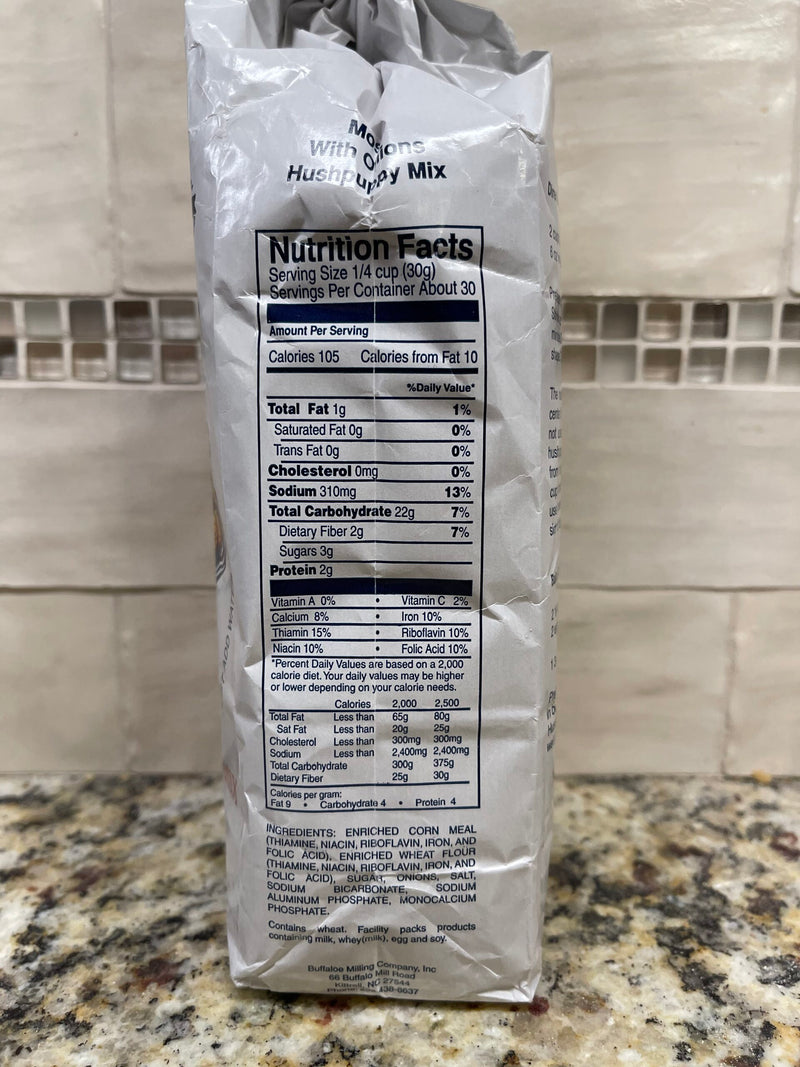 With Onions
Hushpuppy Mix
Nutrition Facts
Serving Size 1/4 cup (30g)
Servings Per Container About 30
Amount Per Serving
Calories 105 Calories from Fat 10
%Daily Value*
Total Fat 1g 1%
Saturated Fat 0g 0%
Trans Fat 0g 0%
Cholesterol 0mg 0%
Sodium 310mg 13%
Total Carbohydrate 22g 7%
Dietary Fiber 2g 7%
Sugars 3g
Protein 2g
Vitamin A 0% • Vitamin C 2%
Calcium 8% • Iron 10%
Thiamin 15% • Riboflavin 10%
Niacin 10% • Folic Acid 10%
*Percent Daily Values are based on a 2,000
calorie diet. Your daily values may be higher
or lower depending on your calorie needs.
Calories 2,000 2,500
Total Fat Less than 65g 80g
Sat Fat Less than 20g 25g
Cholesterol Less than 300mg 300mg
Sodium Less than 2,400mg 2,400mg
Total Carbohydrate 300g 375g
Dietary Fiber 25g 30g
Calories per gram:
Fat 9 • Carbohydrate 4 • Protein 4
INGREDIENTS: ENRICHED CORN MEAL
(THIAMINE, NIACIN, RIBOFLAVIN, IRON, AND
FOLIC ACID), ENRICHED WHEAT FLOUR
(THIAMINE, NIACIN, RIBOFLAVIN, IRON, AND
FOLIC ACID), SUGAR, ONIONS, SALT,
SODIUM BICARBONATE, SODIUM
ALUMINUM PHOSPHATE, MONOCALCIUM
PHOSPHATE.
Contains wheat. Facility packs products
containing milk, whey(milk), egg and soy.
Buffaloe Milling Company, Inc
66 Buffalo Mill Road
Kittrell, NC 27544
Phone: 438-8637